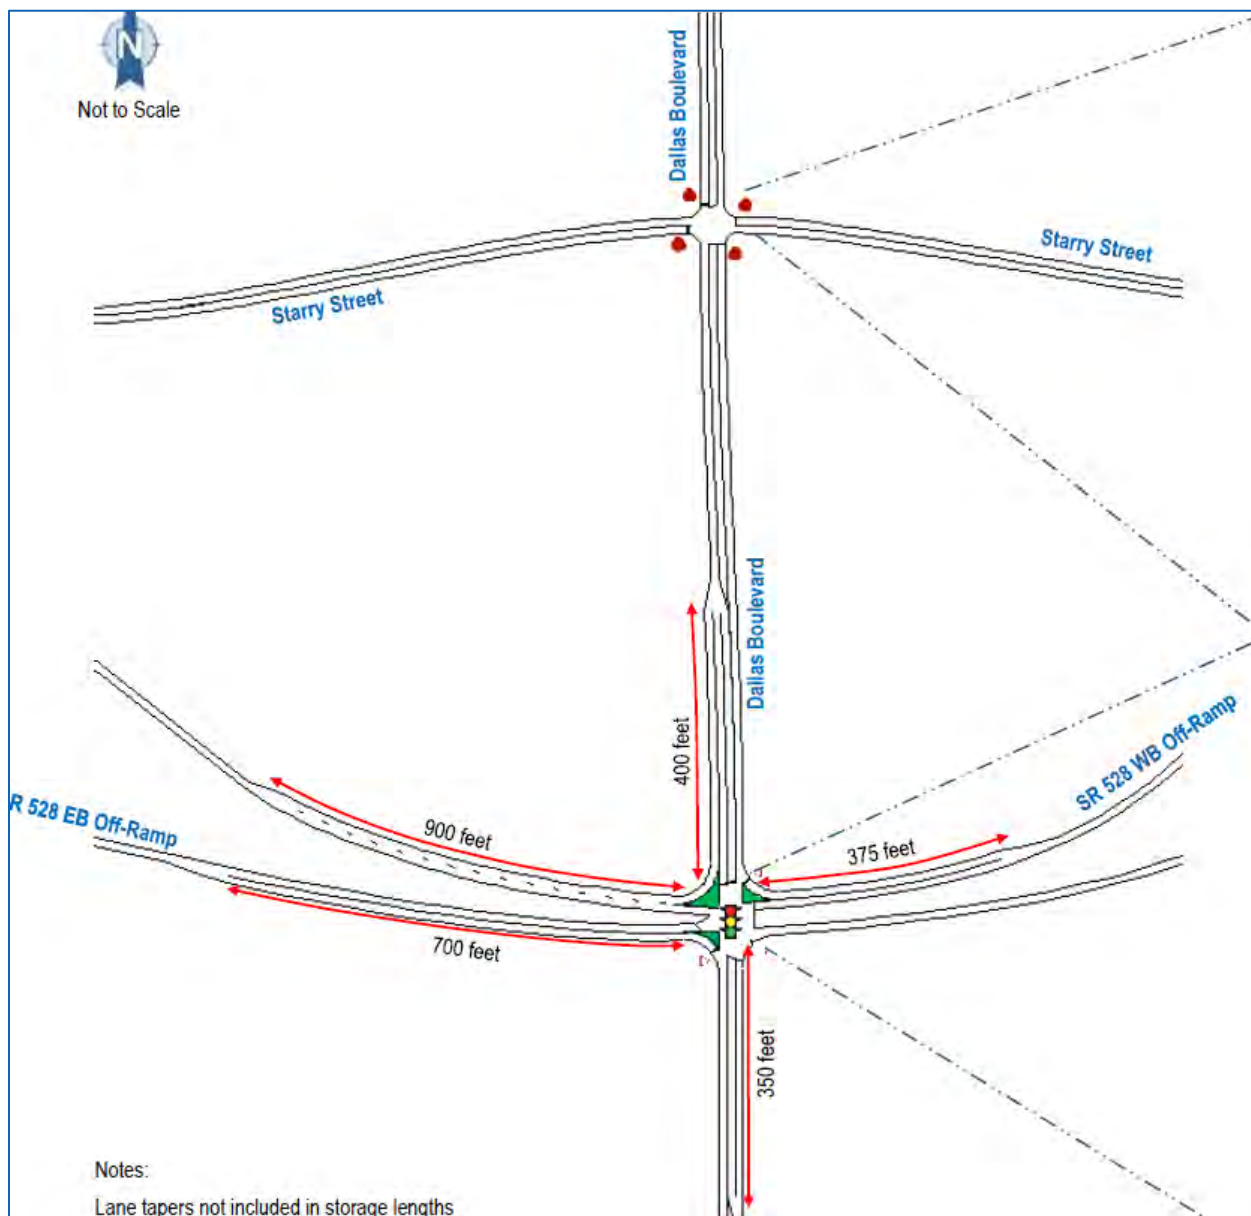 N
Not to Scale
Dallas Boulevard
Starry Street
Starry Street
Dallas Boulevard
400 feet
R 528 EB Off-Ramp
900 feet
375 feet
SR 528 WB Off-Ramp
700 feet
350 feet
Notes:
Lane tapers not included in storage lengths